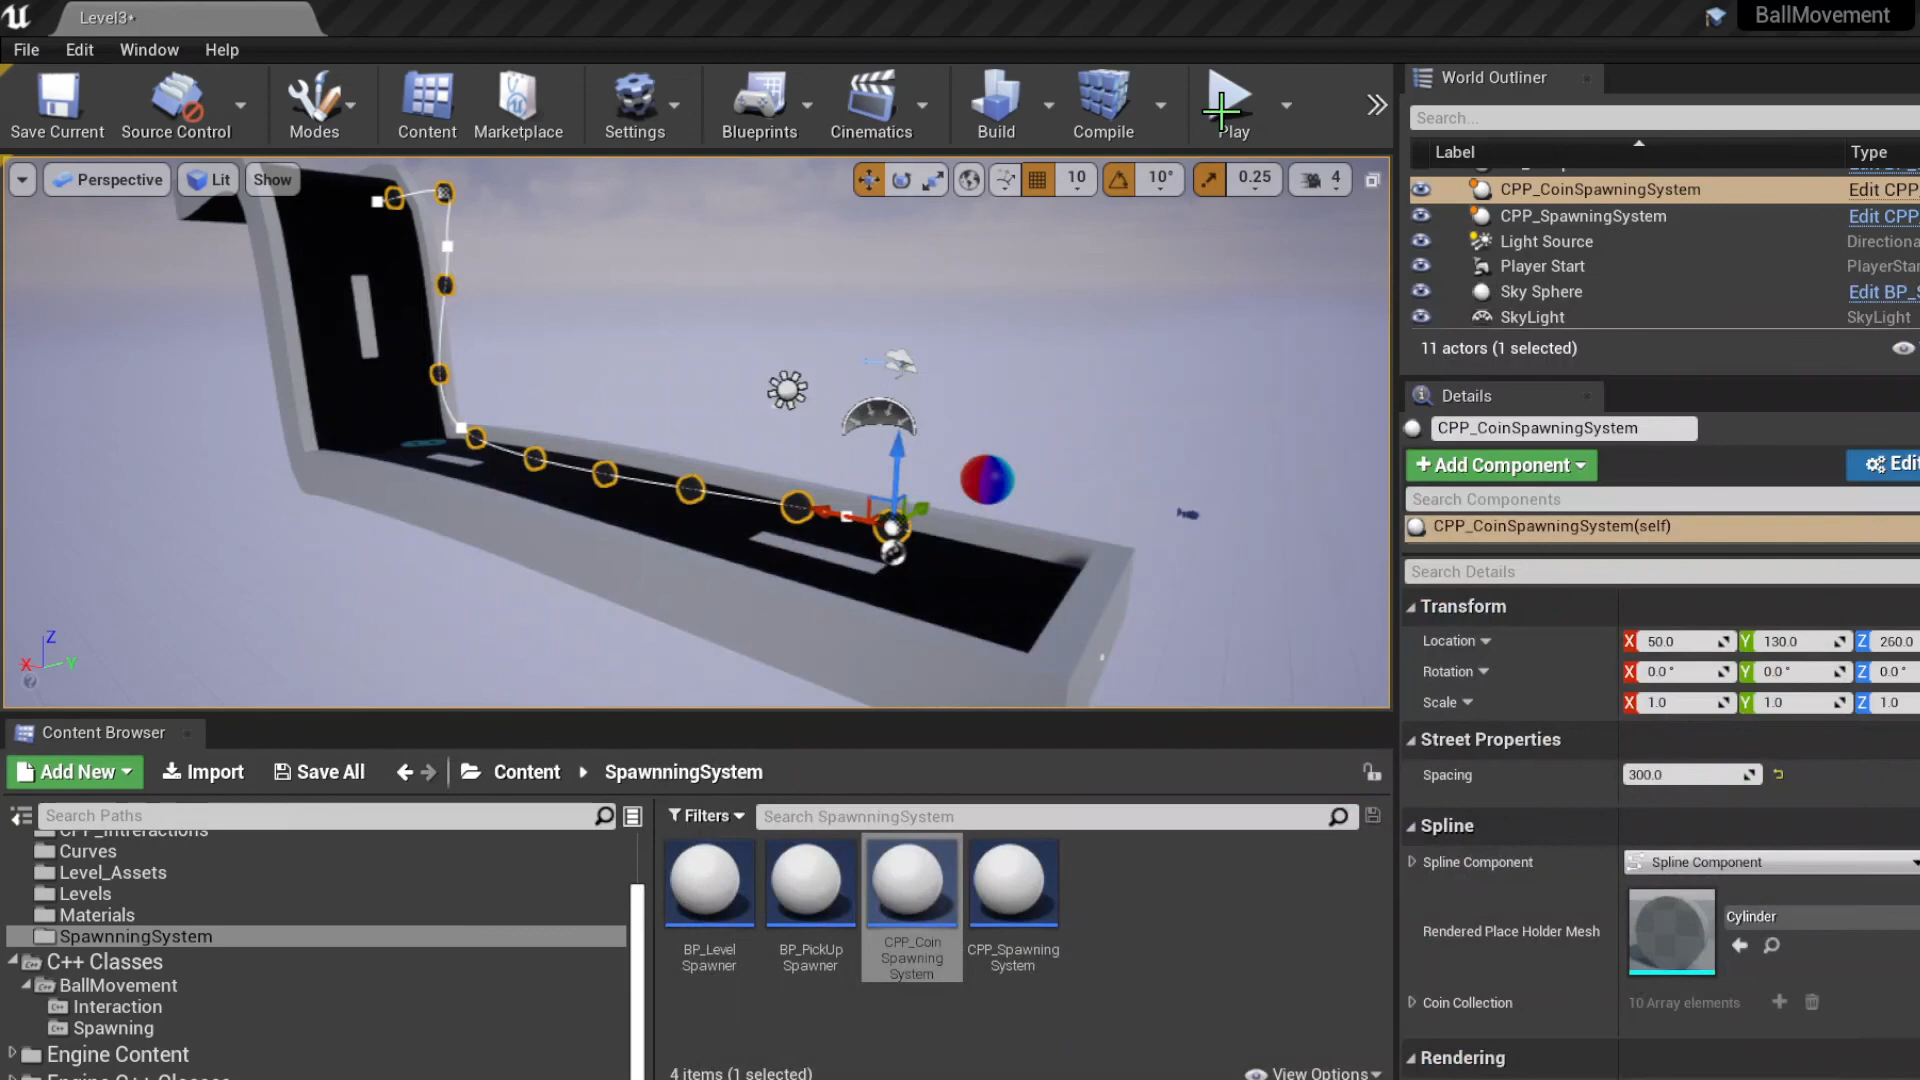 Level3*
BallMovement
File Edit Window Help
Save Current Source Control Modes Content Marketplace Settings Blueprints Cinematics Build Compile Play
Perspective Lit Show 10 10° 0.25 4
World Outliner
Search...
Label Type
CPP_CoinSpawningSystem Edit CPP
CPP_SpawningSystem Edit CPP
Light Source Directiona
Player Start PlayerStar
Sky Sphere Edit BP_S
SkyLight SkyLight
11 actors (1 selected)
Details
CPP_CoinSpawningSystem
Add Component Edit
Search Components
CPP_CoinSpawningSystem(self)
Search Details
Transform
Location X 50.0 Y 130.0 Z 260.0
Rotation X 0.0° Y 0.0° Z 0.0°
Scale X 1.0 Y 1.0 Z 1.0
Street Properties
Spacing 300.0
Spline
Spline Component Spline Component
Rendered Place Holder Mesh Cylinder
Coin Collection 10 Array elements
Rendering
Z
X Y
Content Browser
Add New Import Save All Content SpawnningSystem
Search Paths
CPP_Intreractions
Curves
Level_Assets
Levels
Materials
SpawnningSystem
C++ Classes
BallMovement
Interaction
Spawning
Engine Content
Engine C++ Classes
Filters Search SpawnningSystem
BP_Level
Spawner
BP_PickUp
Spawner
CPP_Coin
Spawning
System
CPP_Spawning
System
4 items (1 selected) View Options